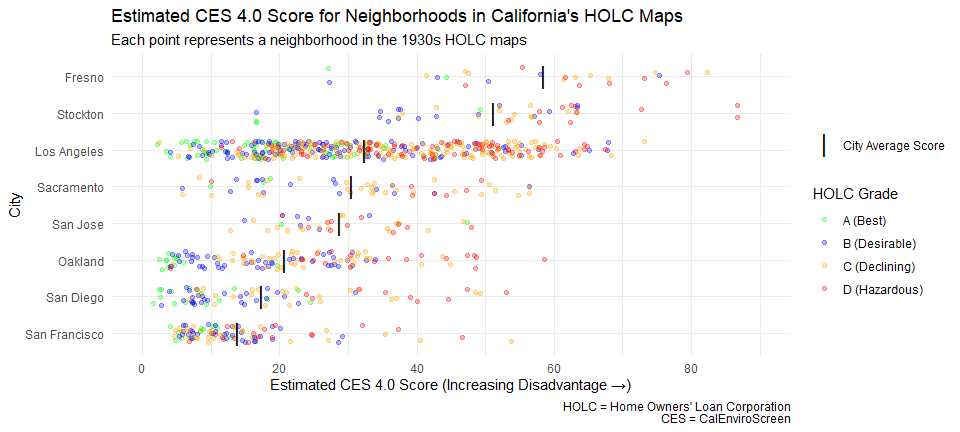 Estimated CES 4.0 Score for Neighborhoods in California's HOLC Maps
Each point represents a neighborhood in the 1930s HOLC maps
City
Fresno
Stockton
Los Angeles
Sacramento
San Jose
Oakland
San Diego
San Francisco
0 20 40 60 80
Estimated CES 4.0 Score (Increasing Disadvantage →)
City Average Score
HOLC Grade
A (Best)
B (Desirable)
C (Declining)
D (Hazardous)
HOLC = Home Owners' Loan Corporation
CES = CalEnviroScreen